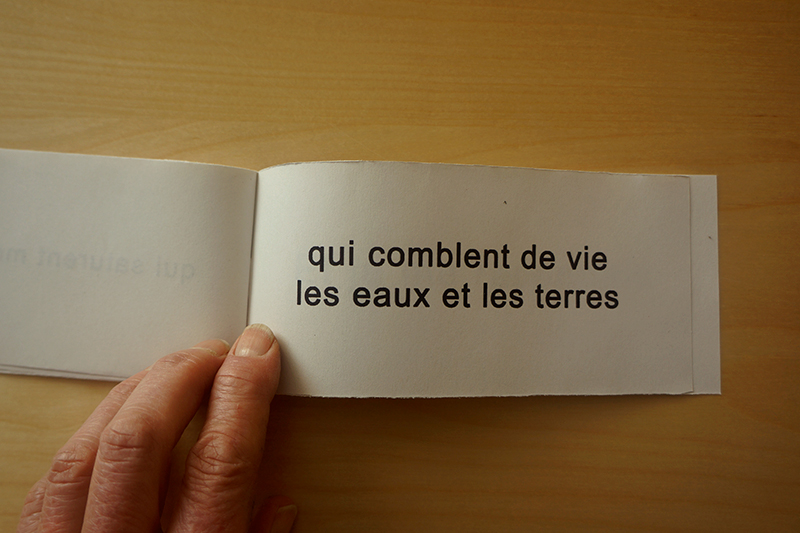 qui comblent de vie
les eaux et les terres